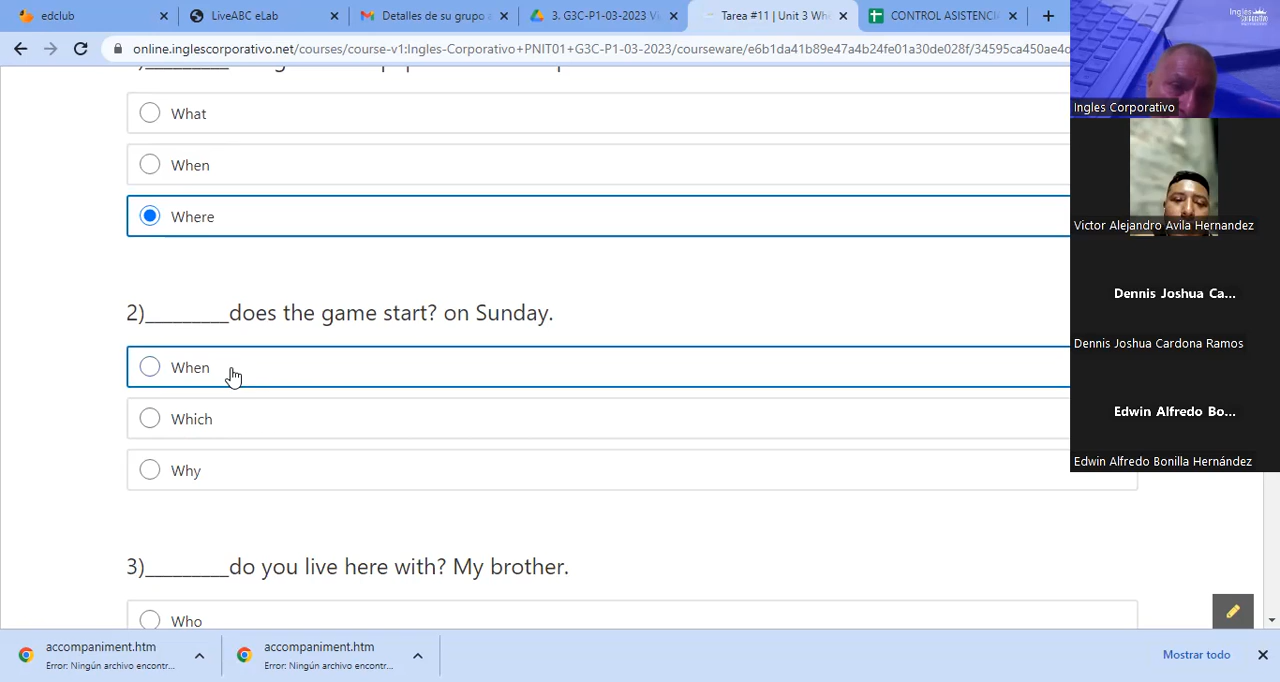 edclub
LiveABC eLab
Detalles de su grupo
3. G3C-P1-03-2023 Vi
Tarea #11 | Unit 3 Wh
CONTROL ASISTENCI
online.inglescorporativo.net/courses/course-v1:Ingles-Corporativo+PNIT01+G3C-P1-03-2023/courseware/e6b1da41b89e47a4b24fe01a30de028f/34595ca450ae4
What
When
Where
2)_________does the game start? on Sunday.
When
Which
Why
3)_________do you live here with? My brother.
Who
Ingles Corporativo
Victor Alejandro Avila Hernandez
Dennis Joshua Ca...
Dennis Joshua Cardona Ramos
Edwin Alfredo Bo...
Edwin Alfredo Bonilla Hernández
accompaniment.htm
Error: Ningún archivo encontr...
accompaniment.htm
Error: Ningún archivo encontr...
Mostrar todo